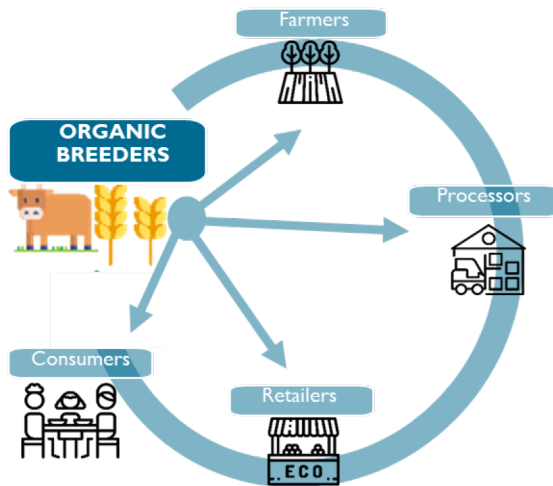 Farmers
ORGANIC
BREEDERS
Processors
Consumers
Retailers
ECO